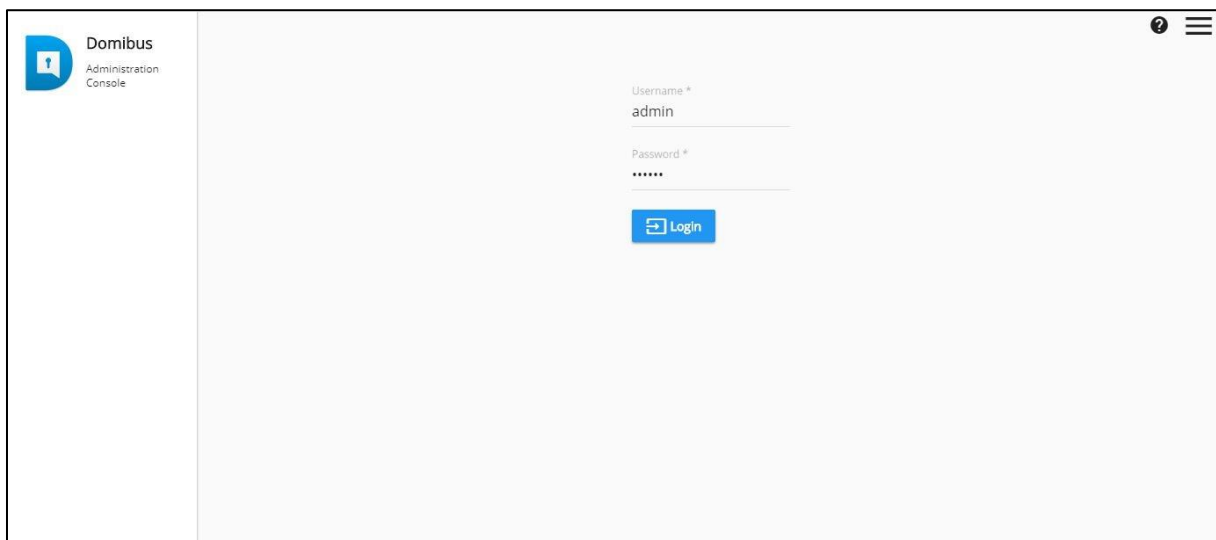 Domibus
Administration
Console
Username *
admin
Password *
••••••
Login